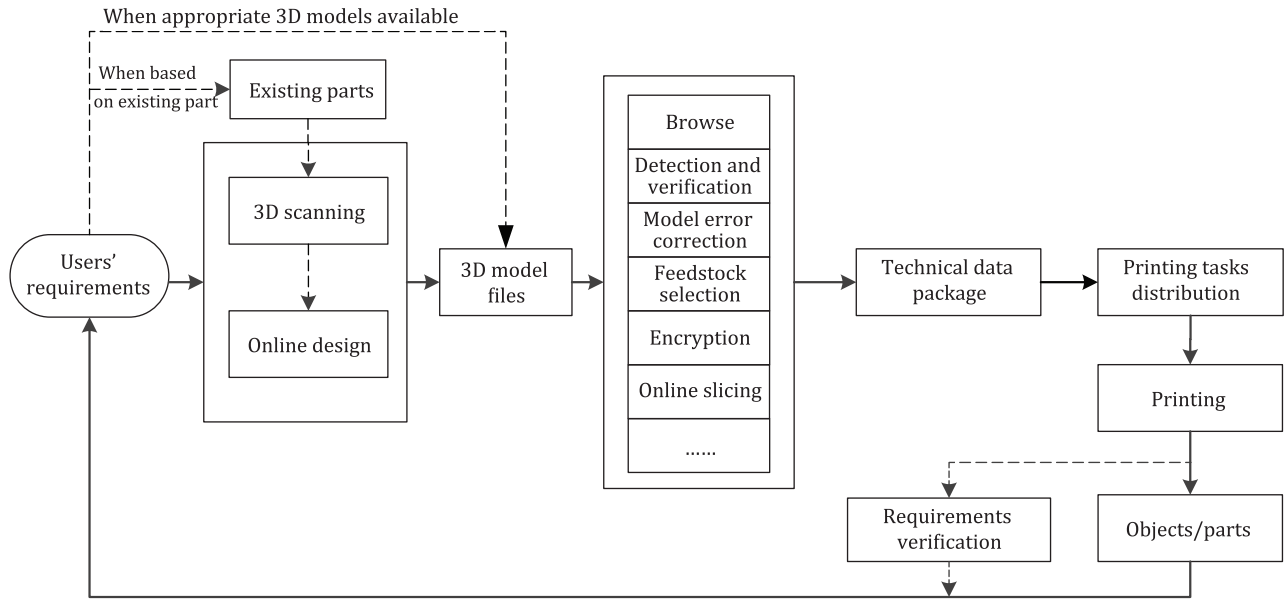 When appropriate 3D models available
When based
on existing part
Existing parts
3D scanning
Online design
Users’
requirements
3D model
files
Browse
Detection and
verification
Model error
correction
Feedstock
selection
Encryption
Online slicing
……
Technical data
package
Printing tasks
distribution
Printing
Requirements
verification
Objects/parts